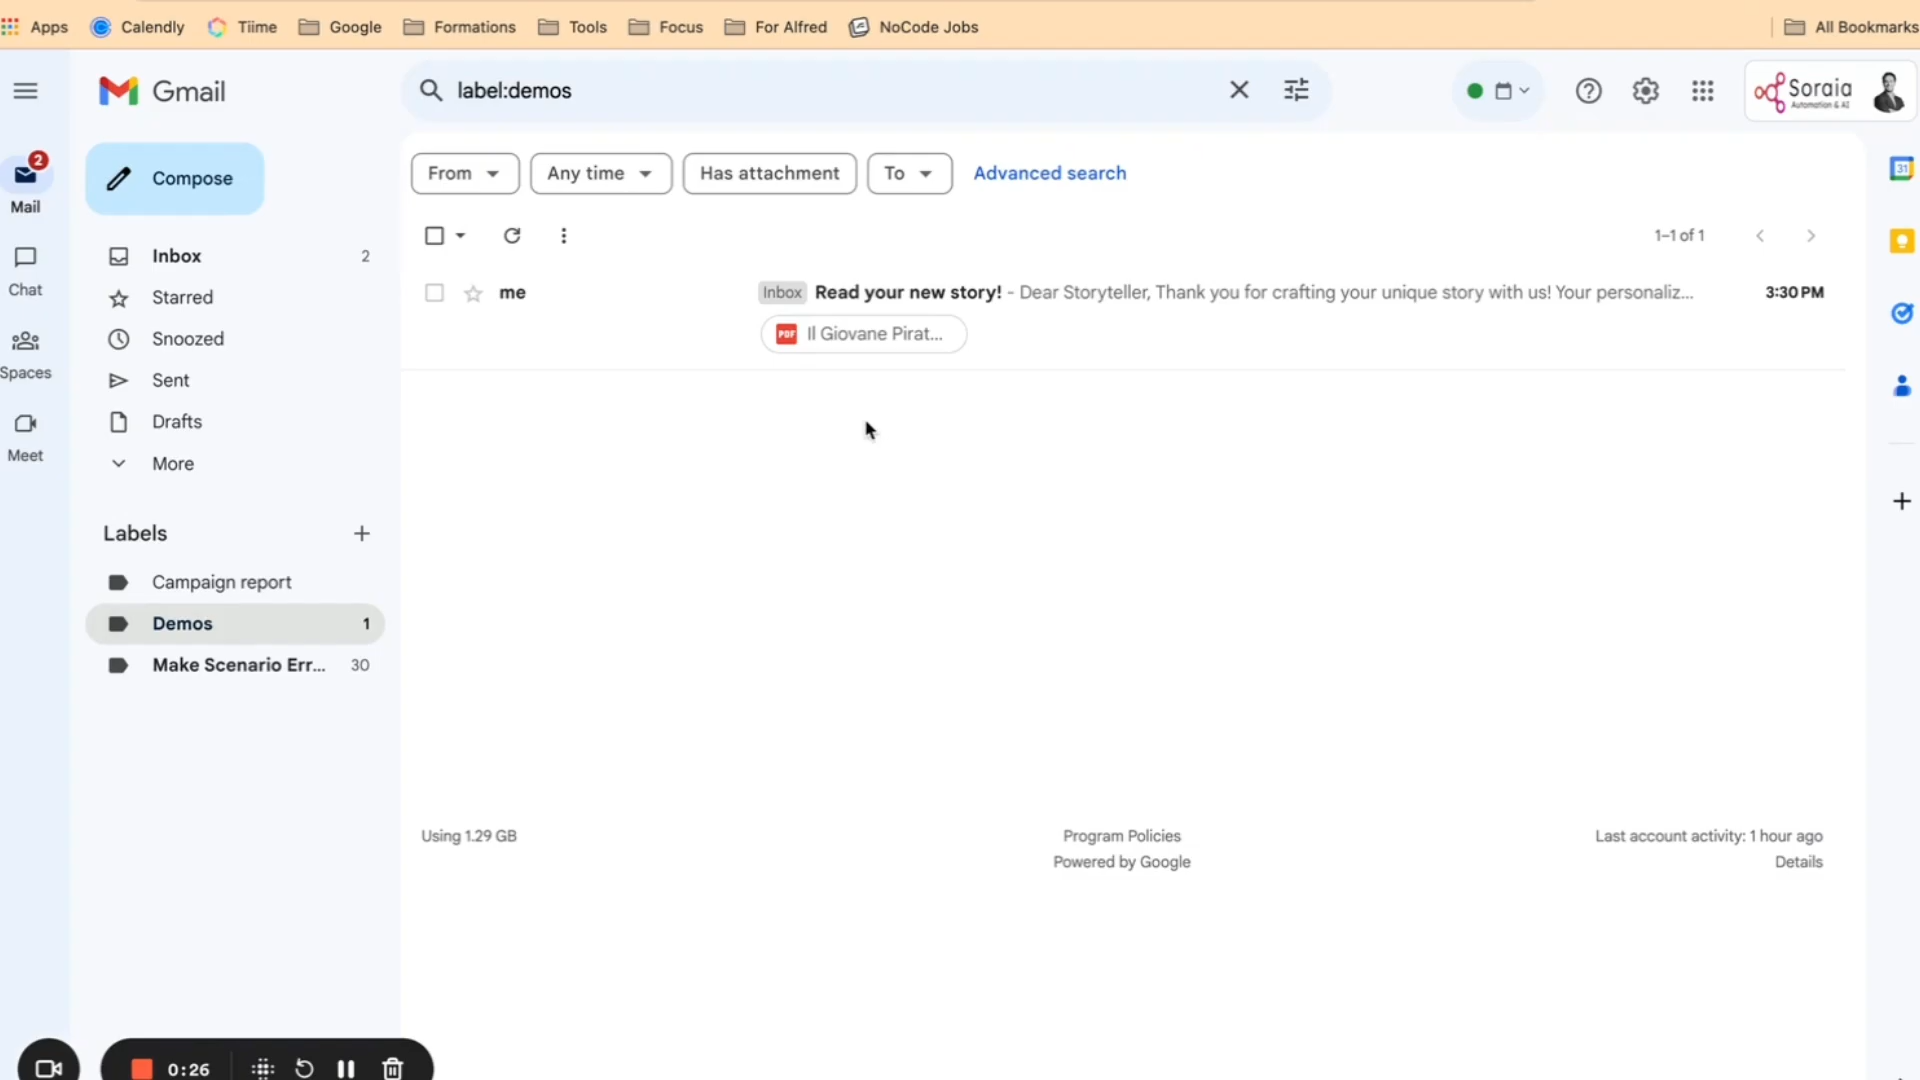 Apps Calendly Tiime Google Formations Tools Focus For Alfred NoCode Jobs All Bookmarks
Gmail label:demos Soraia
Automation & AI
2
Mail
Compose
From Any time Has attachment To Advanced search
Inbox 2
1–1 of 1
Chat
Starred
me Inbox Read your new story! - Dear Storyteller, Thank you for crafting your unique story with us! Your personaliz... 3:30 PM
PDF Il Giovane Pirat...
Snoozed
Spaces
Sent
Drafts
Meet
More
Labels
Campaign report
Demos 1
Make Scenario Err... 30
Using 1.29 GB Program Policies Last account activity: 1 hour ago
Powered by Google Details
0:26
31